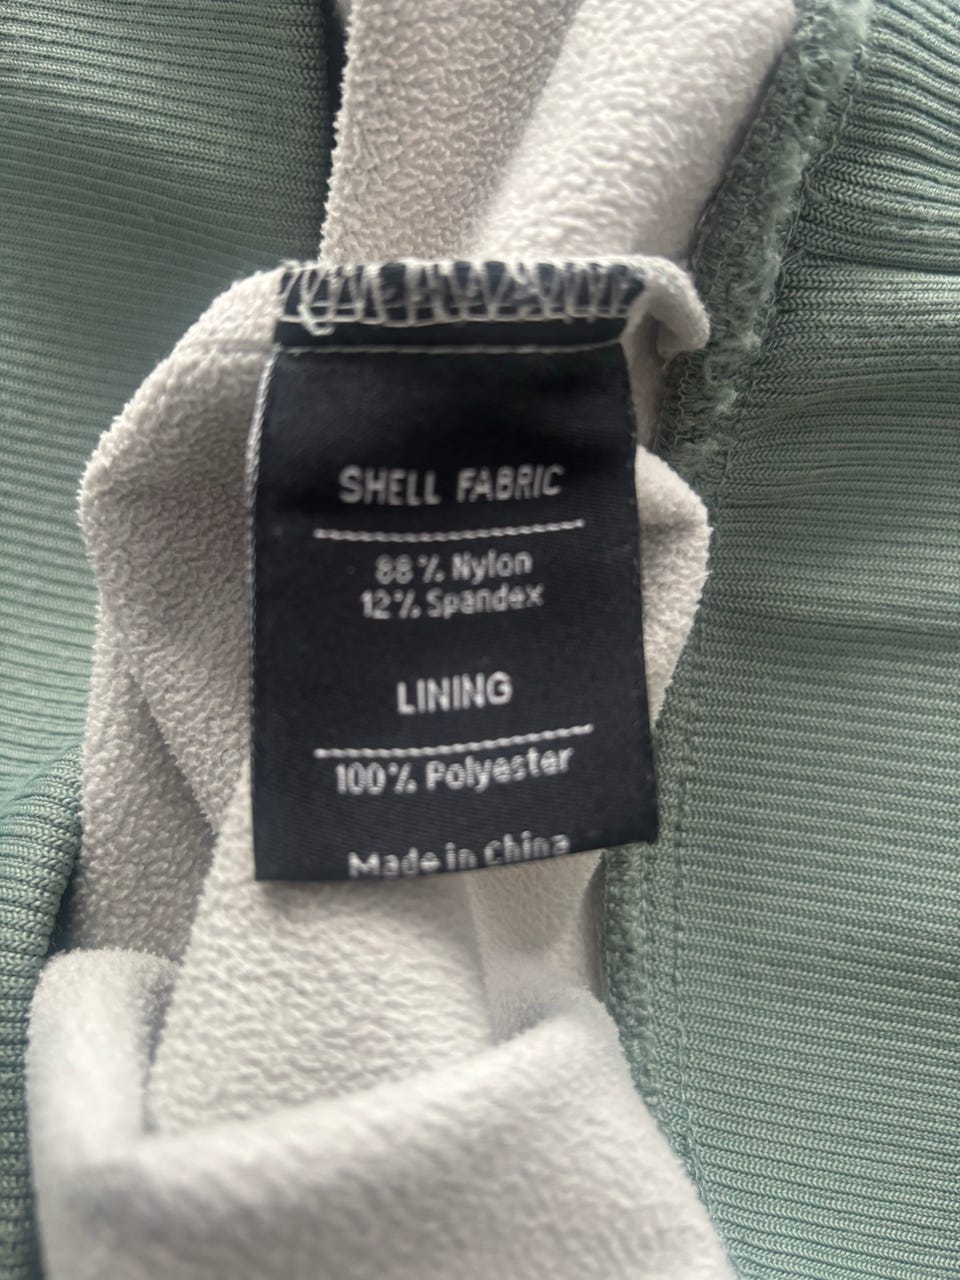 SHELL FABRIC
88% Nylon
12% Spandex
LINING
100% Polyester
Made in China